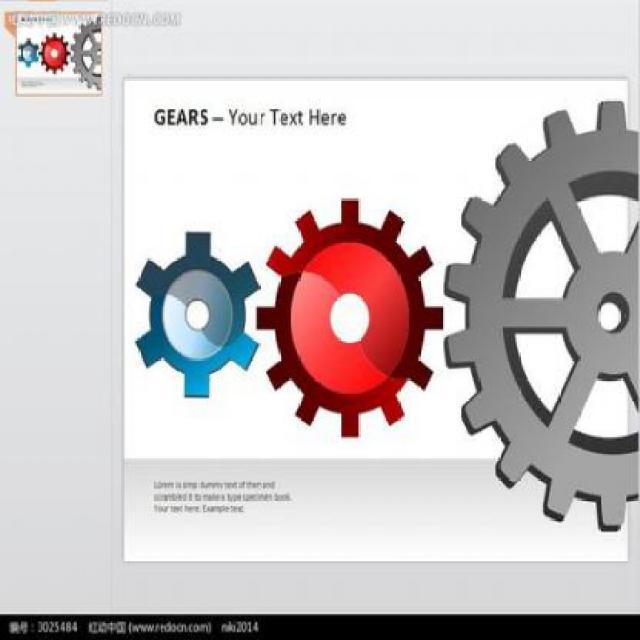 WWW.REDOCN.COM
GEARS – Your Text Here
Lorem is simp dummy text of them and
scrambled it to make a type specimen book.
Your text here. Example text.
编号：3025484 红动中国 (www.redocn.com) niki2014